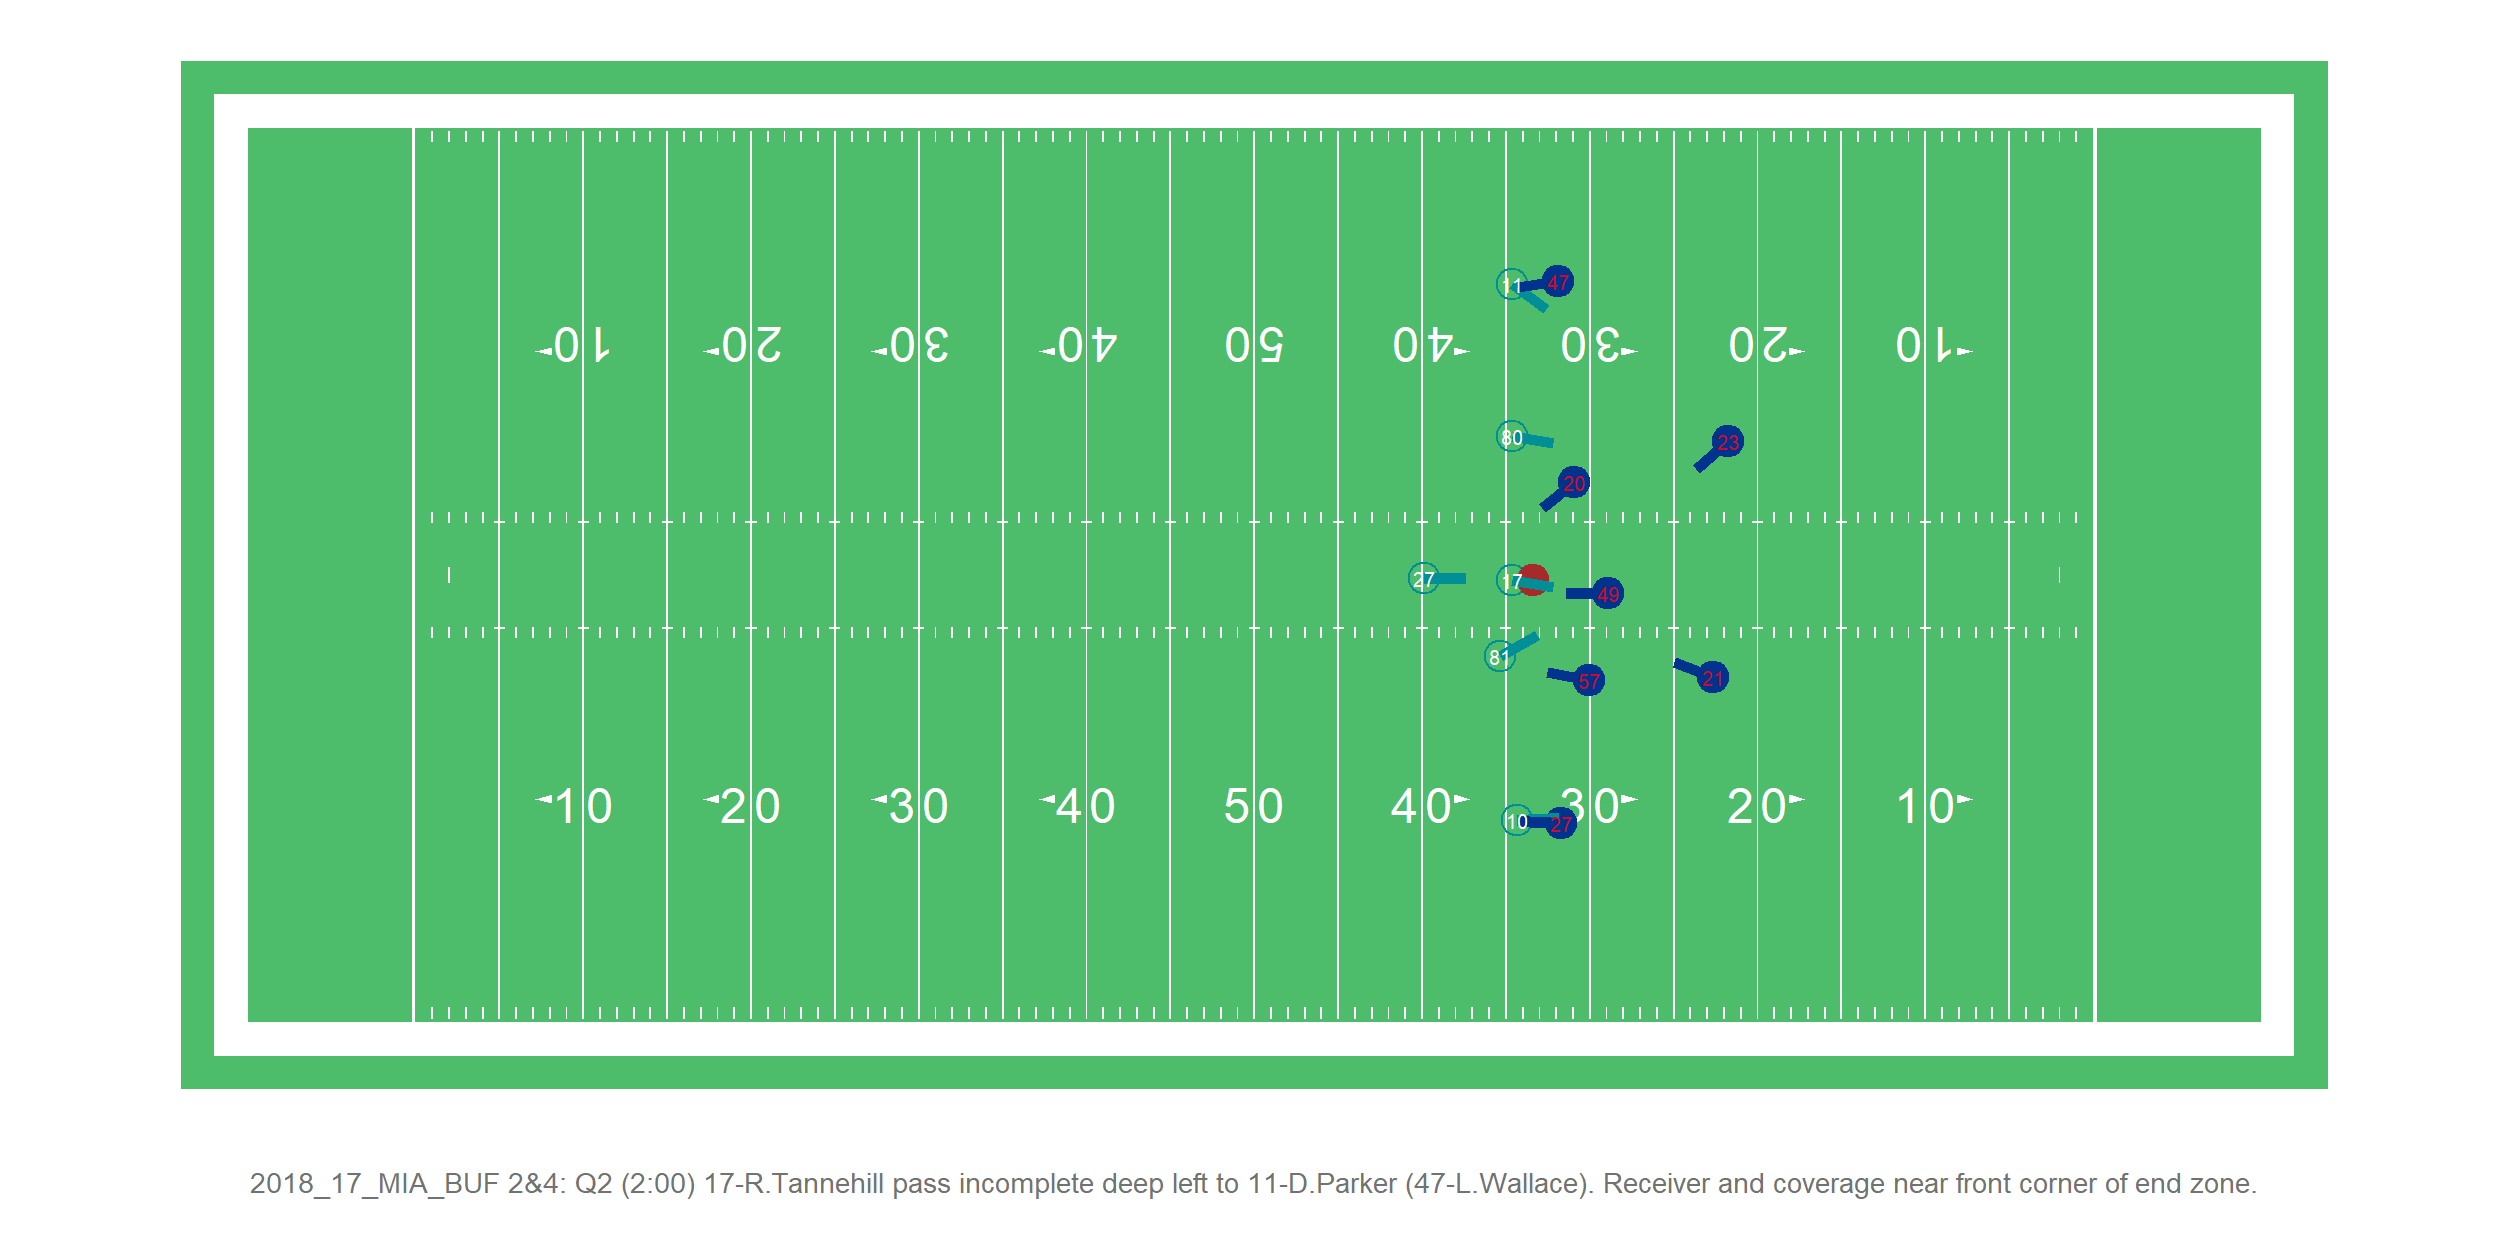 11 47
10 20 30 40 50 40 30 20 10
80 23
20
27 17 49
81 57 21
10 20 30 40 50 40 30 20 10
10 27
2018_17_MIA_BUF 2&4: Q2 (2:00) 17-R.Tannehill pass incomplete deep left to 11-D.Parker (47-L.Wallace). Receiver and coverage near front corner of end zone.